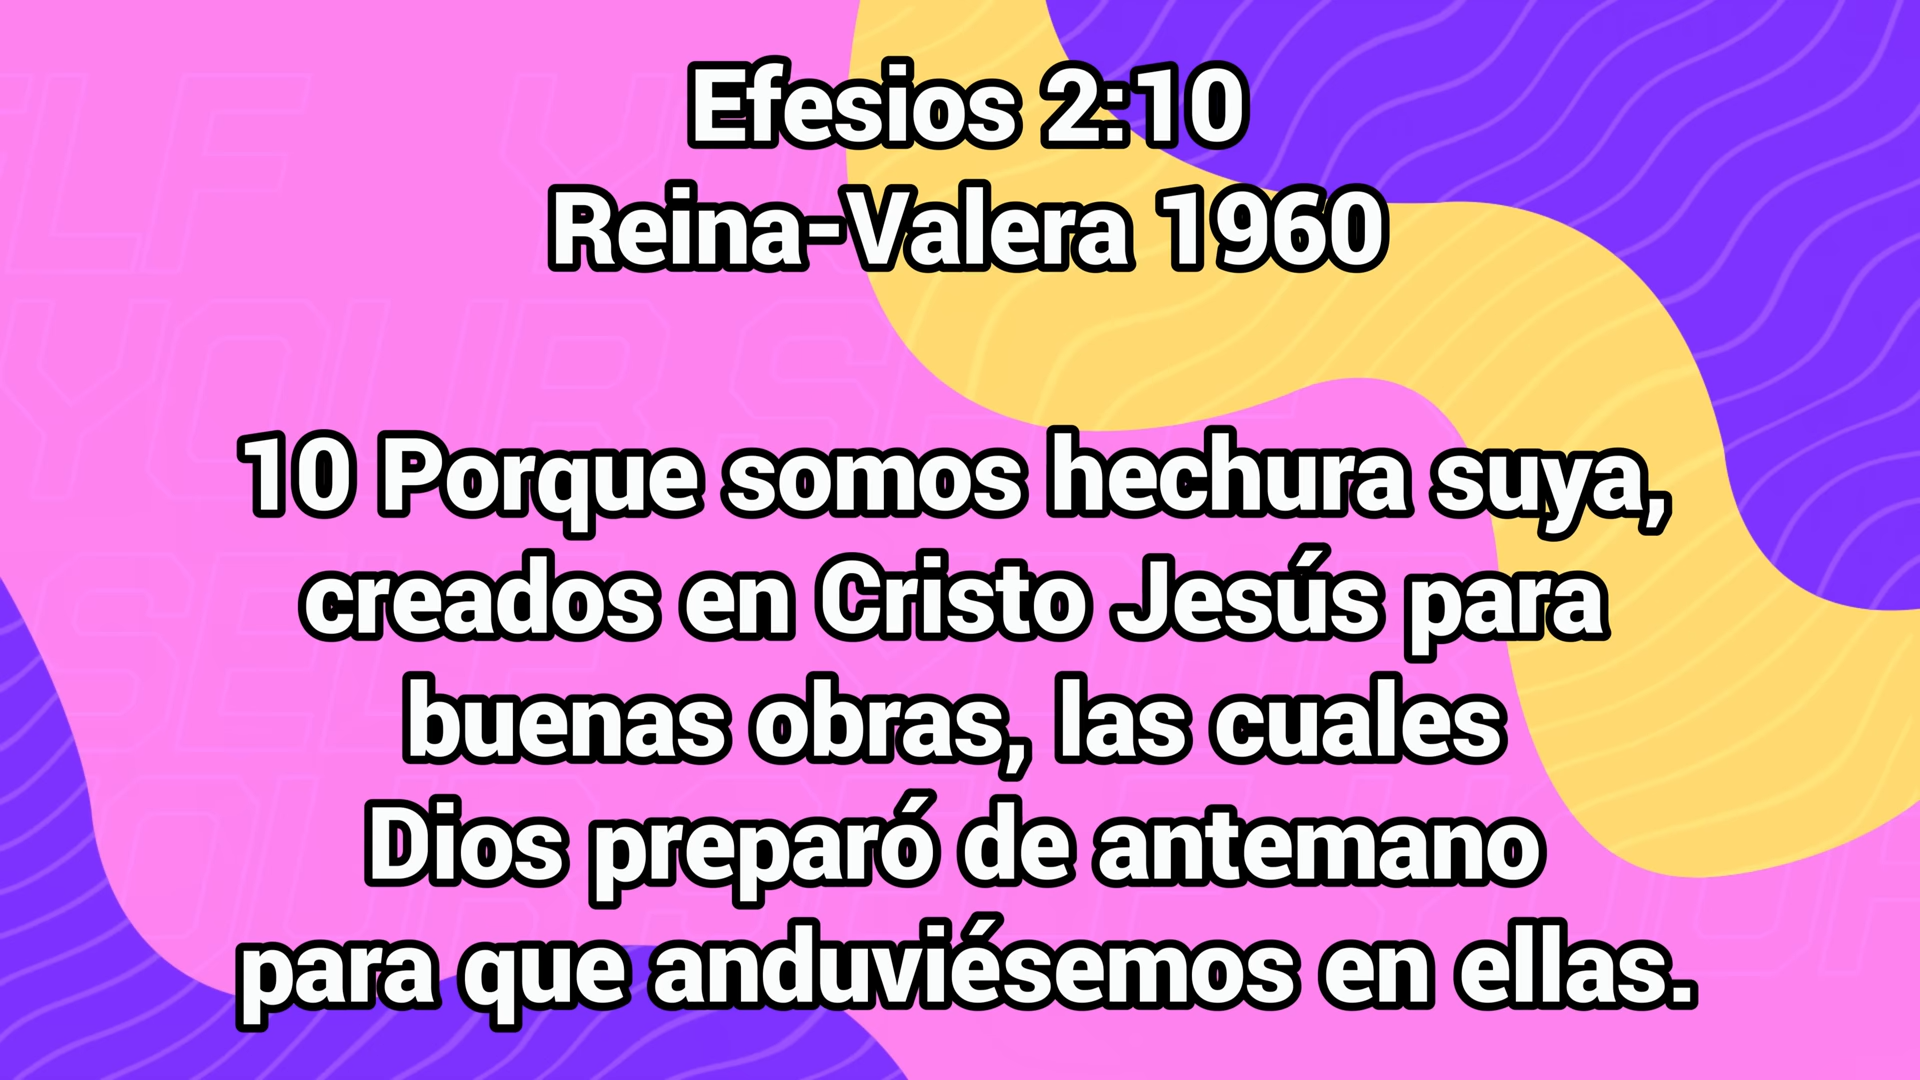 Efesios 2:10
Reina-Valera 1960
10 Porque somos hechura suya,
creados en Cristo Jesús para
buenas obras, las cuales
Dios preparó de antemano
para que anduviésemos en ellas.